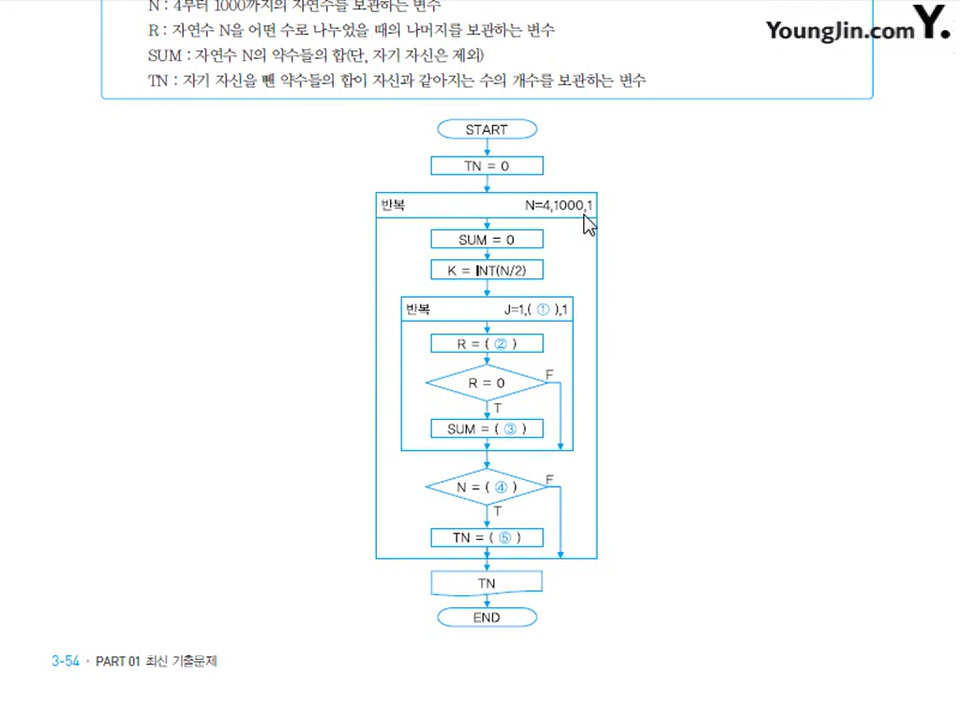 N : 4부터 1000까지의 자연수를 보관하는 변수
YoungJin.com Y.
R : 자연수 N을 어떤 수로 나누었을 때의 나머지를 보관하는 변수
SUM : 자연수 N의 약수들의 합(단, 자기 자신은 제외)
TN : 자기 자신을 뺀 약수들의 합이 자신과 같아지는 수의 개수를 보관하는 변수
START
TN = 0
반복 N=4,1000,1
SUM = 0
K = INT(N/2)
반복 J=1,( ① ),1
R = ( ② )
R = 0
F
T
SUM = ( ③ )
N = ( ④ )
F
T
TN = ( ⑤ )
TN
END
3-54 • PART 01 최신 기출문제